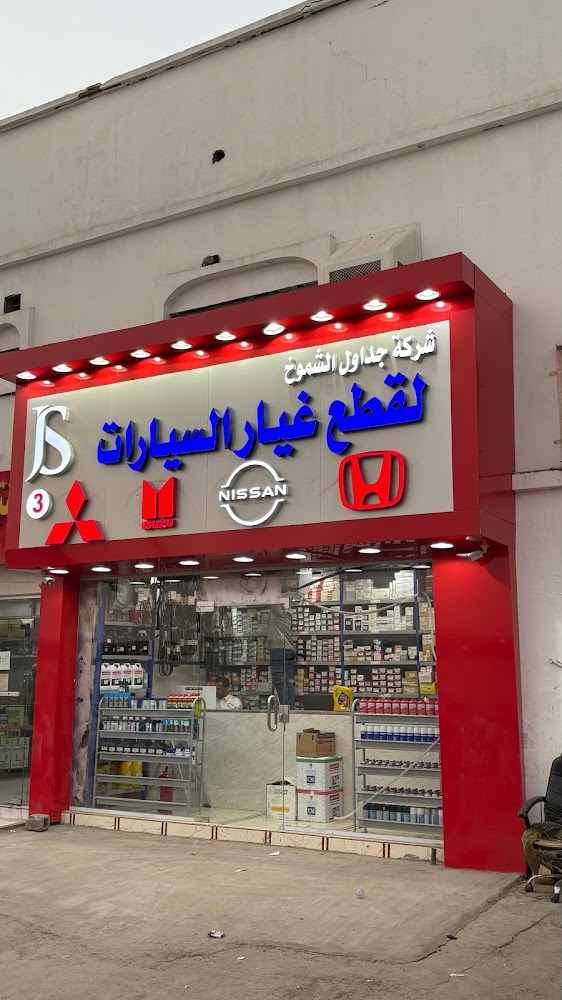 شركة جداول الشموخ
لقطع غيار السيارات
JS
3
ISUZU
NISSAN